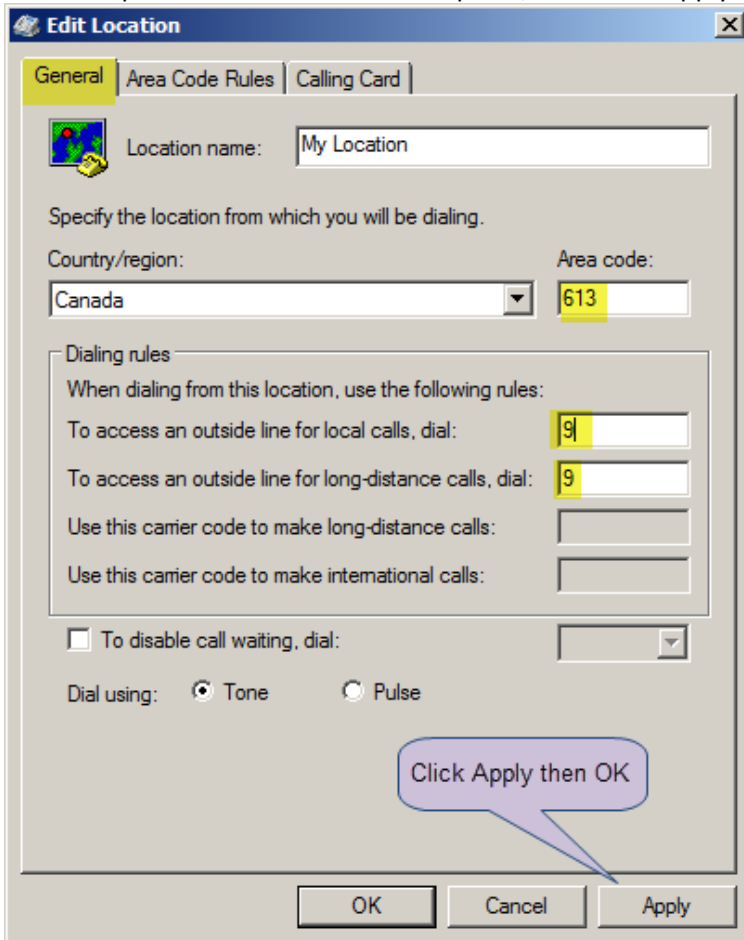 Edit Location
General Area Code Rules Calling Card
Location name: My Location
Specify the location from which you will be dialing.
Country/region: Area code:
Canada 613
Dialing rules
When dialing from this location, use the following rules:
To access an outside line for local calls, dial: 9
To access an outside line for long-distance calls, dial: 9
Use this carrier code to make long-distance calls:
Use this carrier code to make international calls:
To disable call waiting, dial:
Dial using: Tone Pulse
Click Apply then OK
OK Cancel Apply